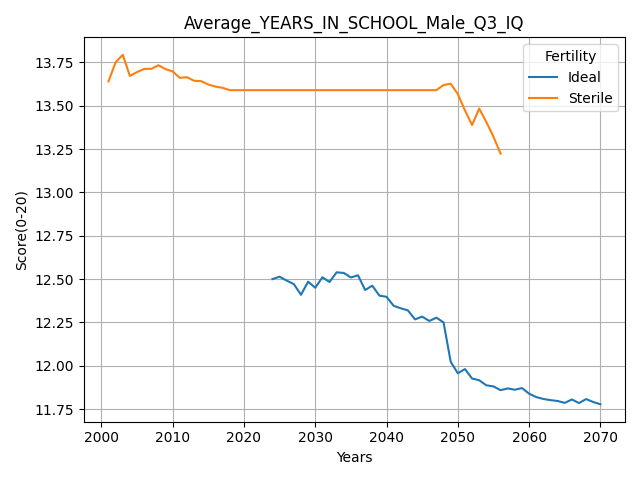 Average_YEARS_IN_SCHOOL_Male_Q3_IQ
Fertility
Ideal
Sterile
Score(0-20)
13.75
13.50
13.25
13.00
12.75
12.50
12.25
12.00
11.75
2000 2010 2020 2030 2040 2050 2060 2070
Years